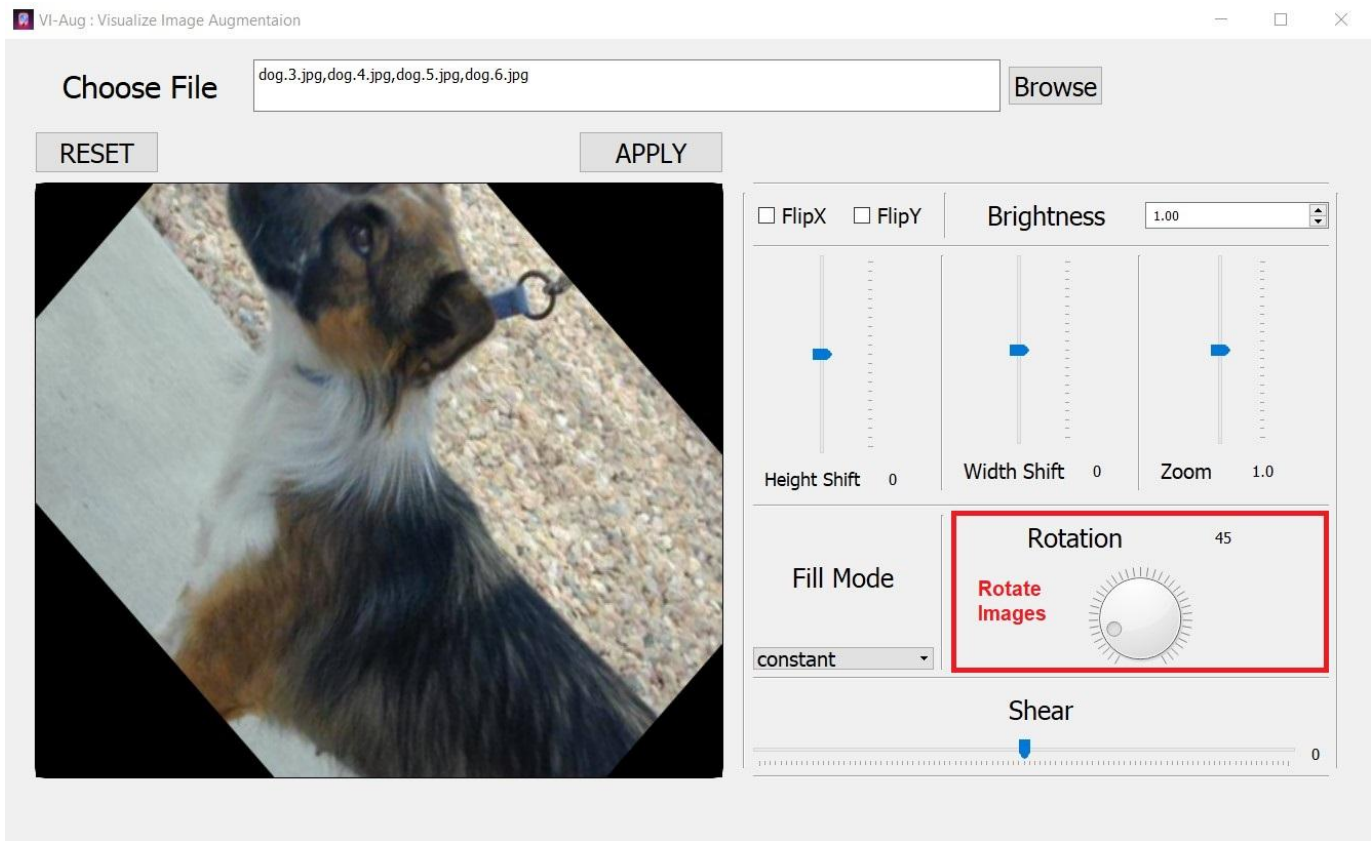 VI-Aug : Visualize Image Augmentaion
Choose File
dog.3.jpg,dog.4.jpg,dog.5.jpg,dog.6.jpg
Browse
RESET
APPLY
FlipX
FlipY
Brightness
1.00
Height Shift 0
Width Shift 0
Zoom 1.0
Fill Mode
constant
Rotation 45
Rotate
Images
Shear
0